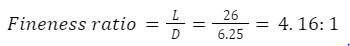 Fineness ratio = L/D = 26/6.25 = 4.16:1